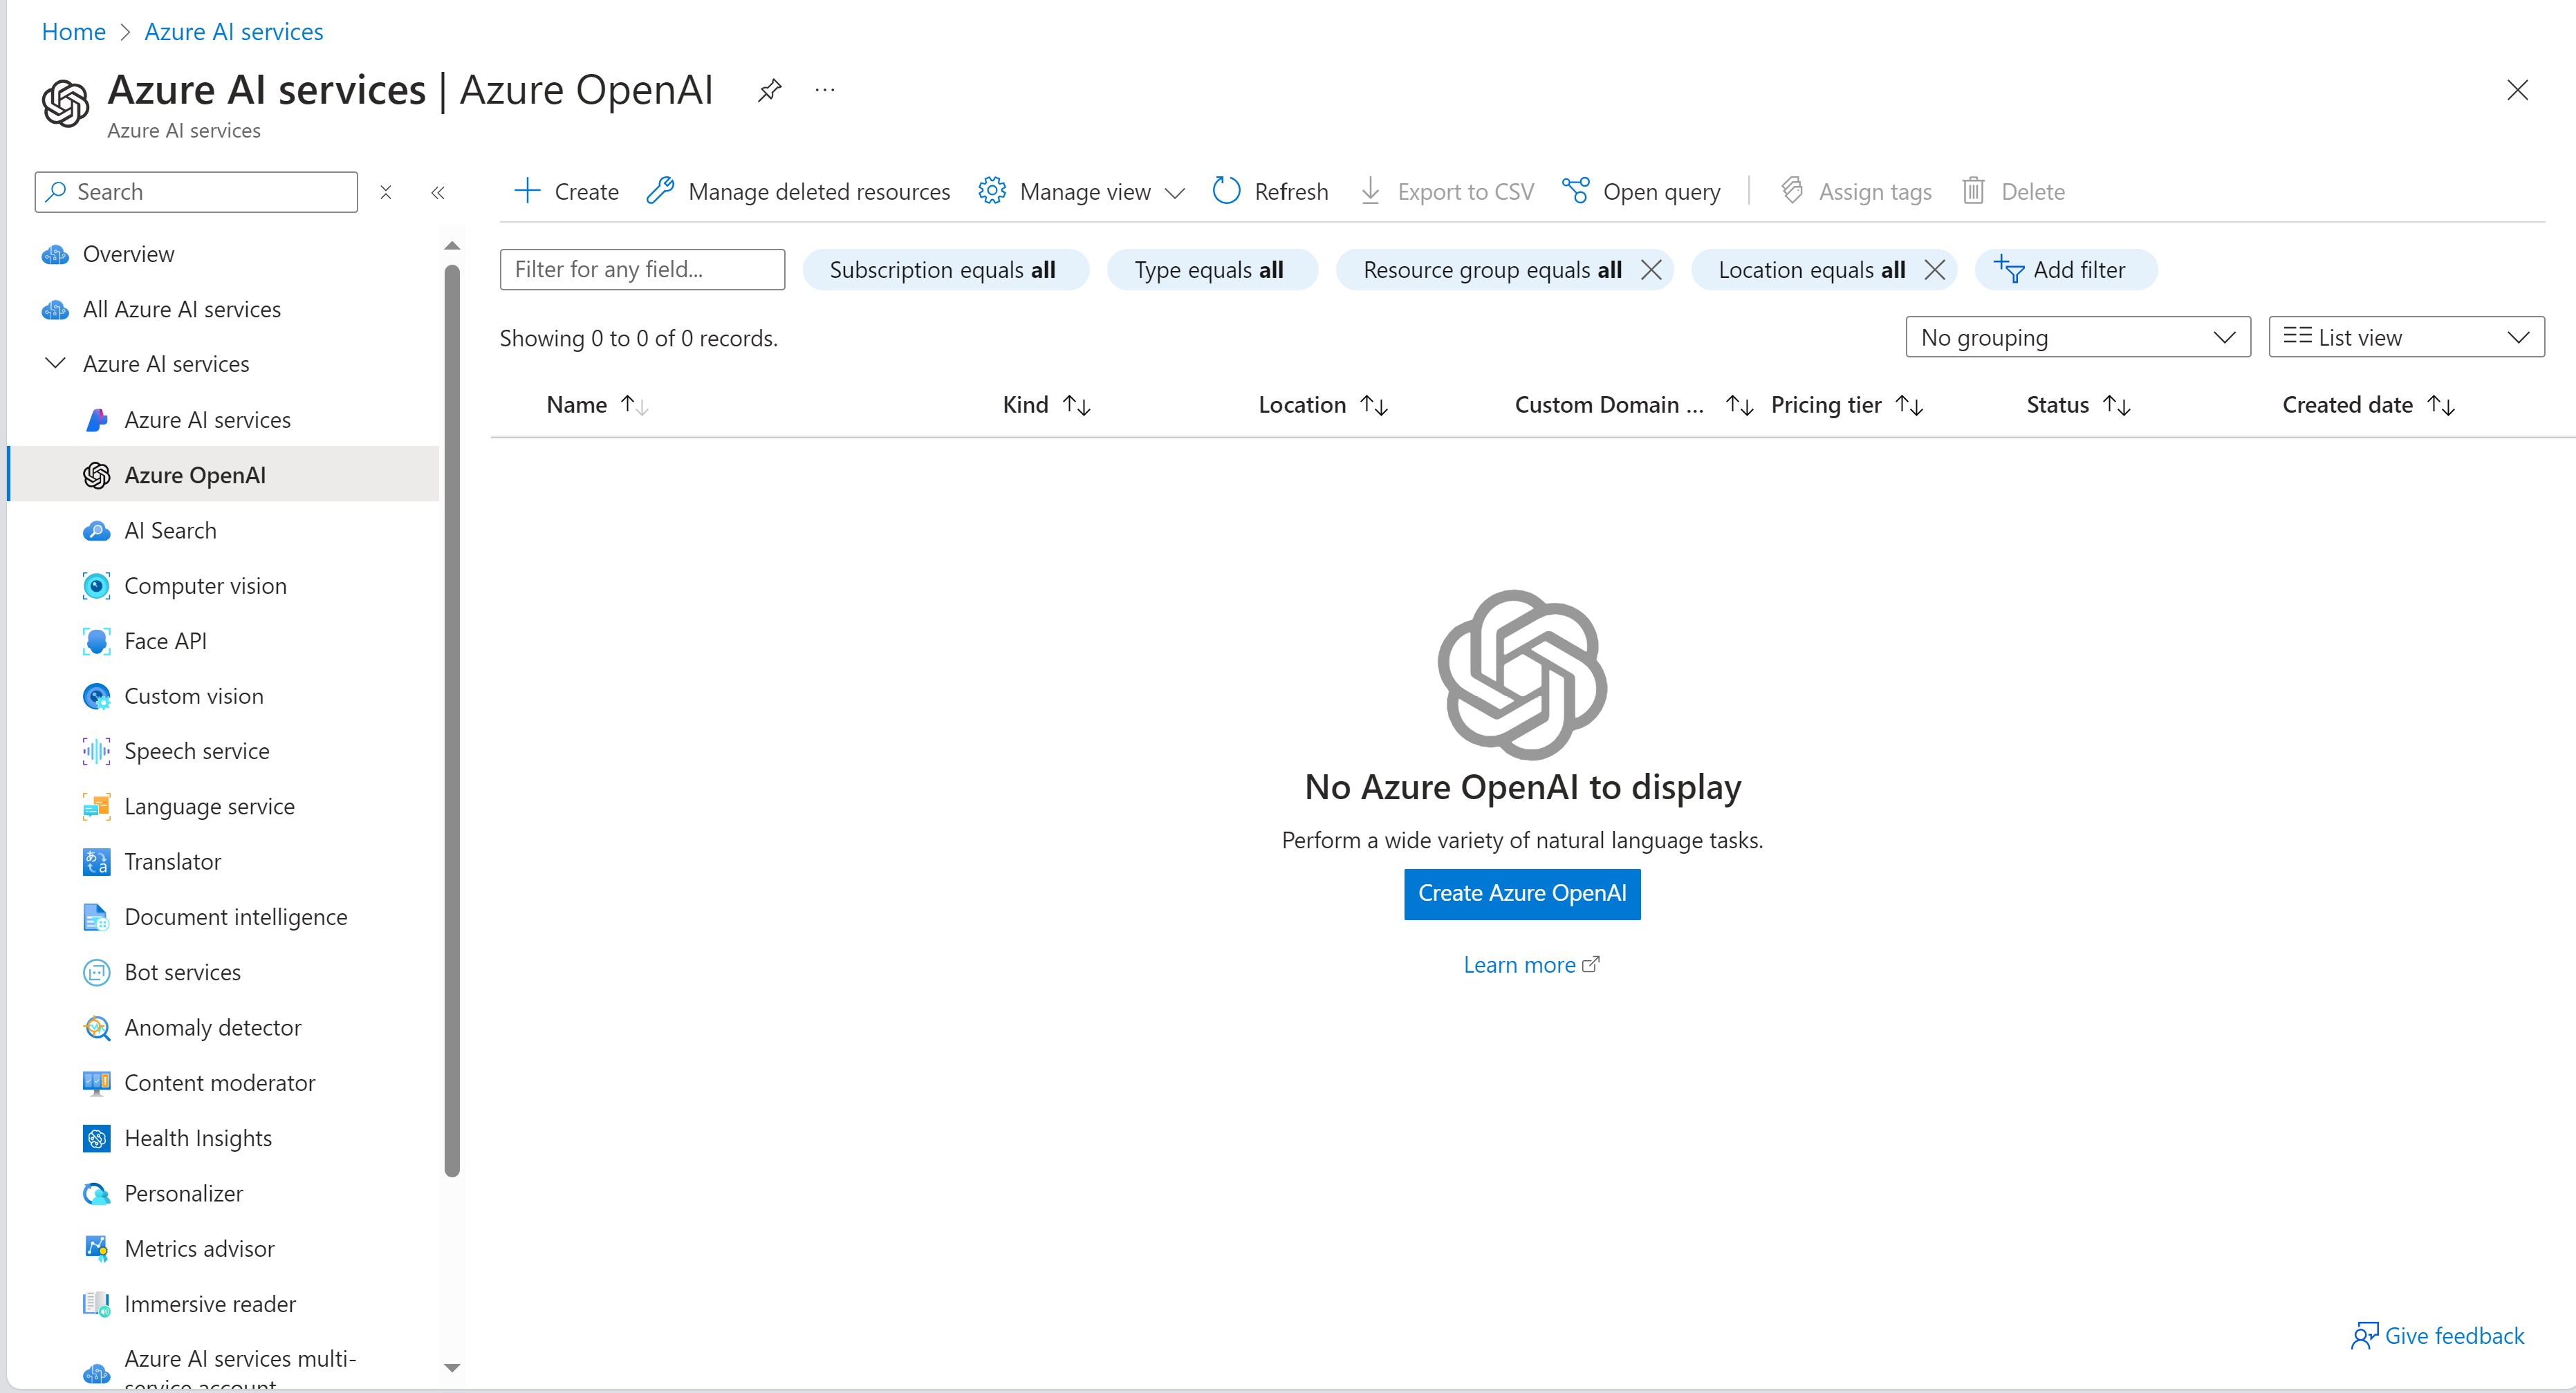 Home > Azure AI services
Azure AI services | Azure OpenAI ...
Azure AI services
Search
Overview
All Azure AI services
Azure AI services
Azure AI services
Azure OpenAI
AI Search
Computer vision
Face API
Custom vision
Speech service
Language service
Translator
Document intelligence
Bot services
Anomaly detector
Content moderator
Health Insights
Personalizer
Metrics advisor
Immersive reader
Azure AI services multi-
service account
Create Manage deleted resources Manage view Refresh Export to CSV Open query Assign tags Delete
Filter for any field... Subscription equals all Type equals all Resource group equals all Location equals all Add filter
Showing 0 to 0 of 0 records. No grouping List view
Name Kind Location Custom Domain ... Pricing tier Status Created date
No Azure OpenAI to display
Perform a wide variety of natural language tasks.
Create Azure OpenAI
Learn more
Give feedback